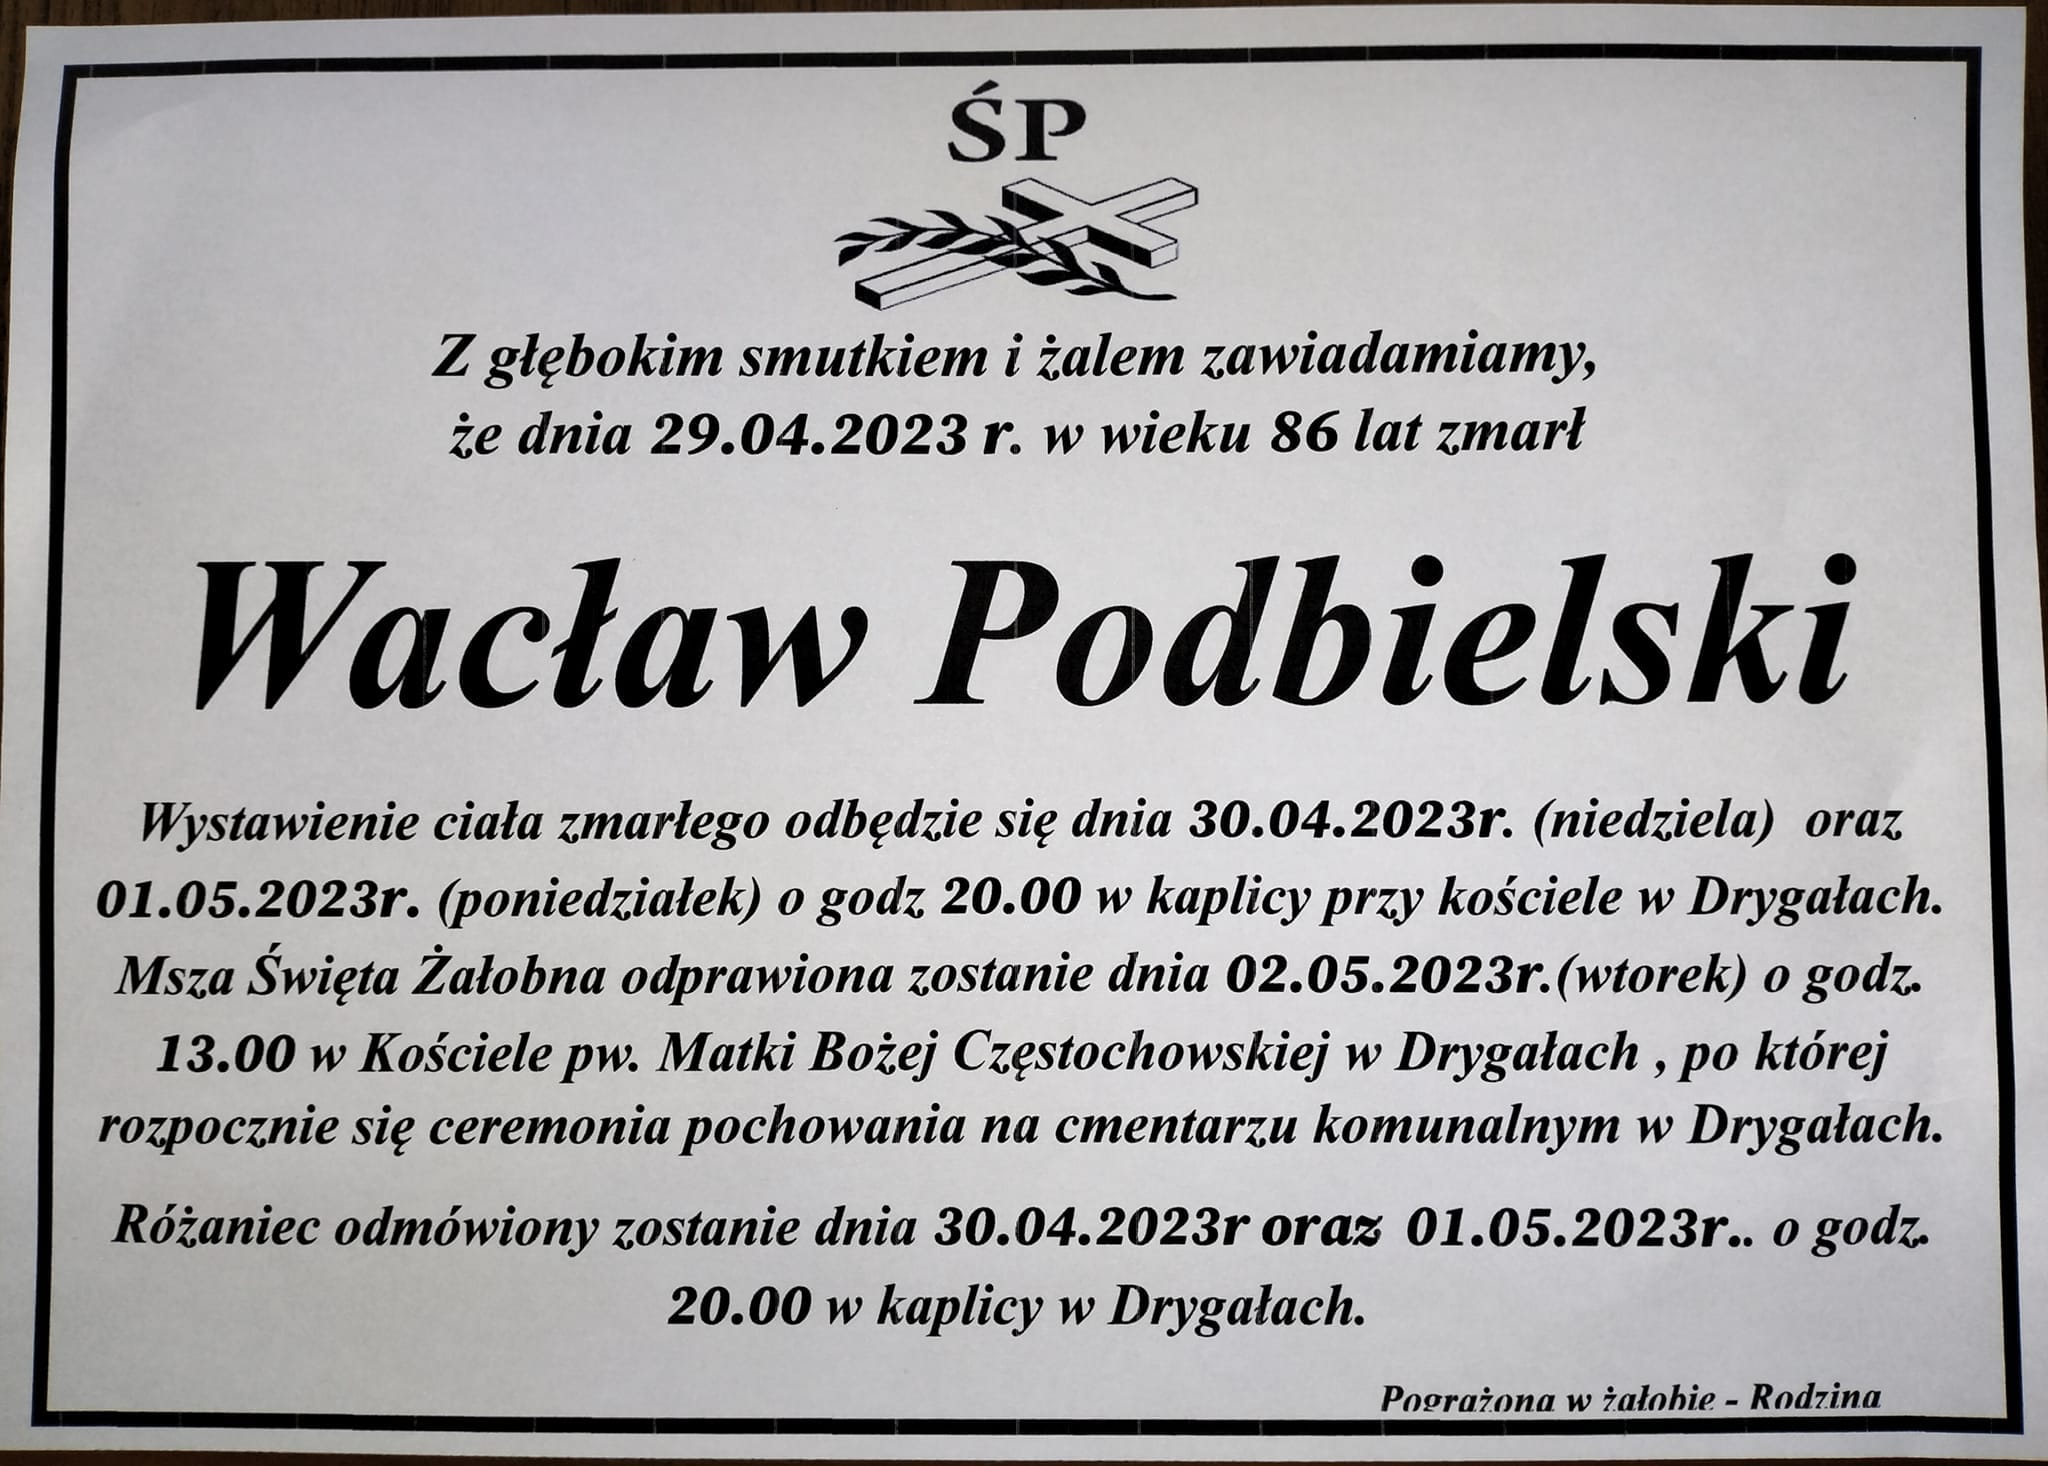 ŚP
Z głębokim smutkiem i żalem zawiadamiamy,
że dnia 29.04.2023 r. w wieku 86 lat zmarł
Wacław Podbielski
Wystawienie ciała zmarłego odbędzie się dnia 30.04.2023r. (niedziela) oraz
01.05.2023r. (poniedziałek) o godz 20.00 w kaplicy przy kościele w Drygałach.
Msza Święta Żałobna odprawiona zostanie dnia 02.05.2023r.(wtorek) o godz.
13.00 w Kościele pw. Matki Bożej Częstochowskiej w Drygałach , po której
rozpocznie się ceremonia pochowania na cmentarzu komunalnym w Drygałach.
Różaniec odmówiony zostanie dnia 30.04.2023r oraz 01.05.2023r.. o godz.
20.00 w kaplicy w Drygałach.
Pogrążona w żałobie - Rodzina